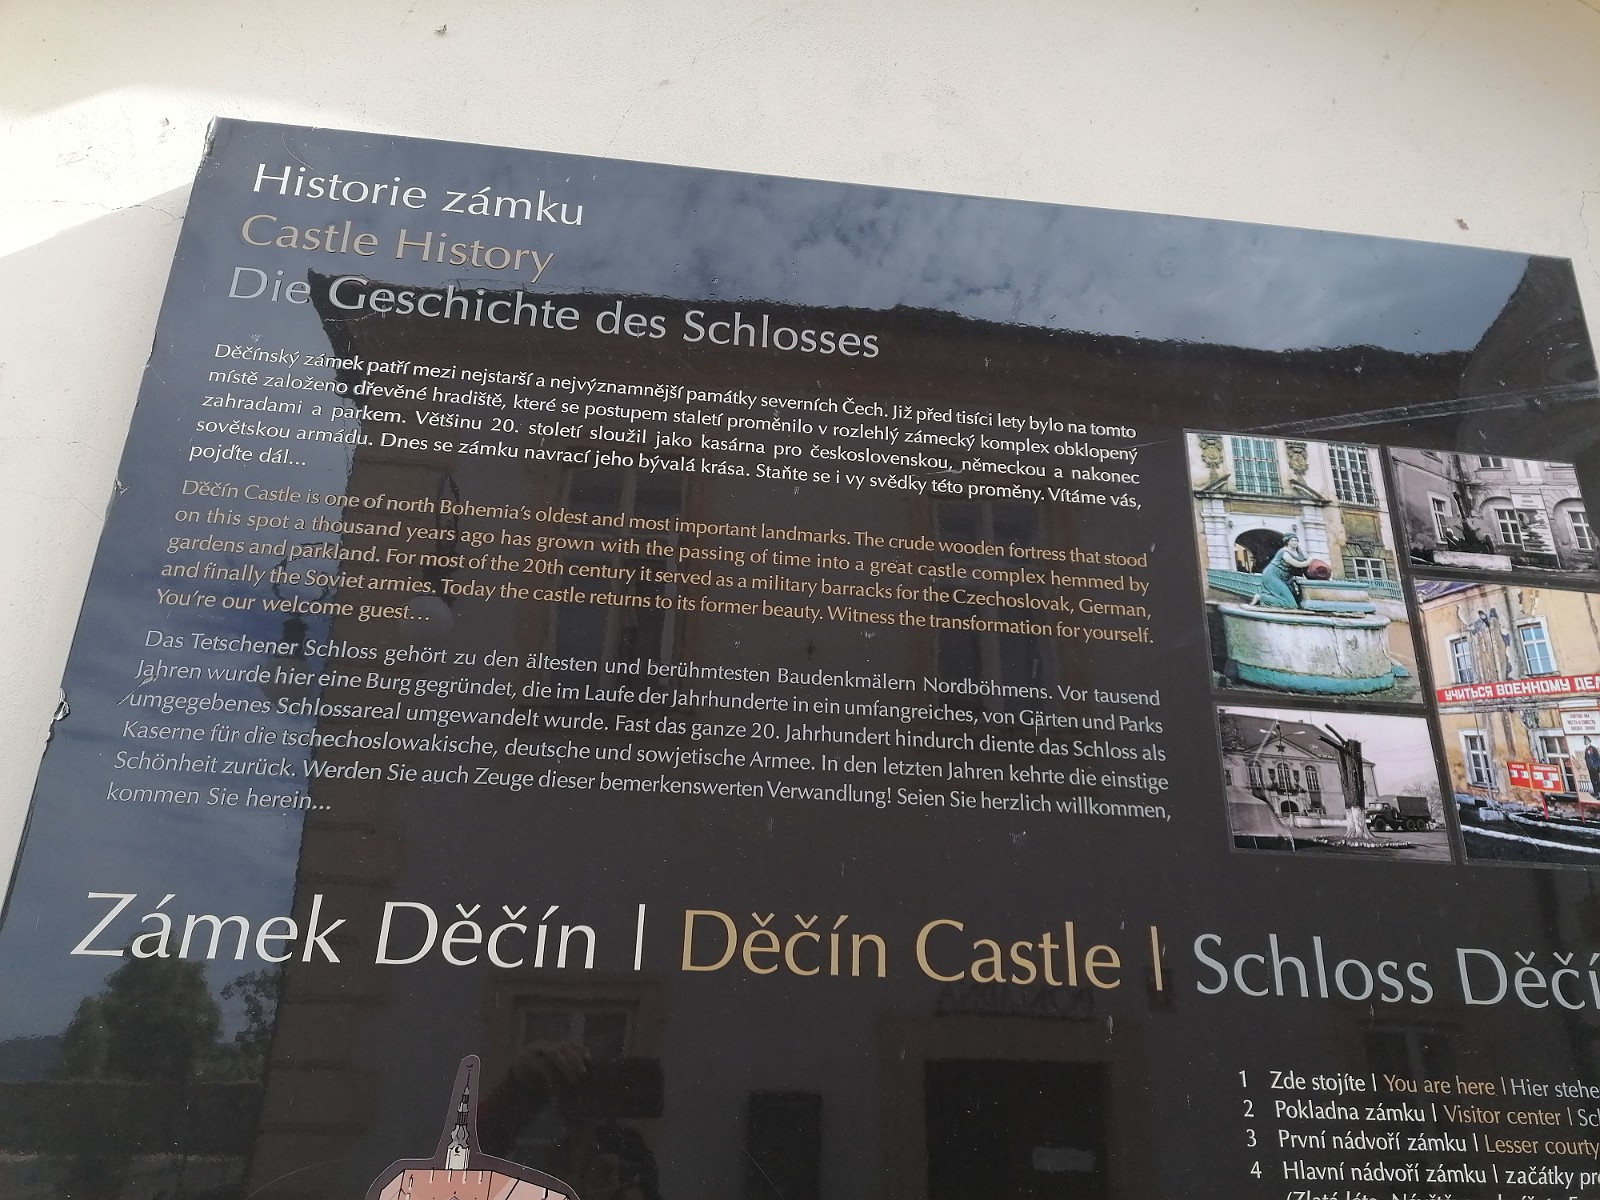 Historie zámku
Castle History
Die Geschichte des Schlosses
Děčínský zámek patří mezi nejstarší a nejvýznamnější památky severních Čech. Již před tisíci lety bylo na tomto
místě založeno dřevěné hradiště, které se postupem staletí proměnilo v rozlehlý zámecký komplex obklopený
zahradami a parkem. Většinu 20. století sloužil jako kasárna pro československou, německou a nakonec
sovětskou armádu. Dnes se zámku navrací jeho bývalá krása. Staňte se i vy svědky této proměny. Vítáme vás,
pojďte dál...
Děčín Castle is one of north Bohemia's oldest and most important landmarks. The crude wooden fortress that stood
on this spot a thousand years ago has grown with the passing of time into a great castle complex hemmed by
gardens and parkland. For most of the 20th century it served as a military barracks for the Czechoslovak, German,
and finally the Soviet armies. Today the castle returns to its former beauty. Witness the transformation for yourself.
You're our welcome guest...
Das Tetschener Schloss gehört zu den ältesten und berühmtesten Baudenkmälern Nordböhmens. Vor tausend
Jahren wurde hier eine Burg gegründet, die im Laufe der Jahrhunderte in ein umfangreiches, von Gärten und Parks
umgegebenes Schlossareal umgewandelt wurde. Fast das ganze 20. Jahrhundert hindurch diente das Schloss als
Kaserne für die tschechoslowakische, deutsche und sowjetische Armee. In den letzten Jahren kehrte die einstige
Schönheit zurück. Werden Sie auch Zeuge dieser bemerkenswerten Verwandlung! Seien Sie herzlich willkommen,
kommen Sie herein...
УЧИТЬСЯ ВОЕННОМУ ДЕЛ
Zámek Děčín | Děčín Castle | Schloss Děčí
1 Zde stojíte | You are here | Hier stehe
2 Pokladna zámku | Visitor center | Sc
3 První nádvoří zámku | Lesser courty
4 Hlavní nádvoří zámku | začátky pr